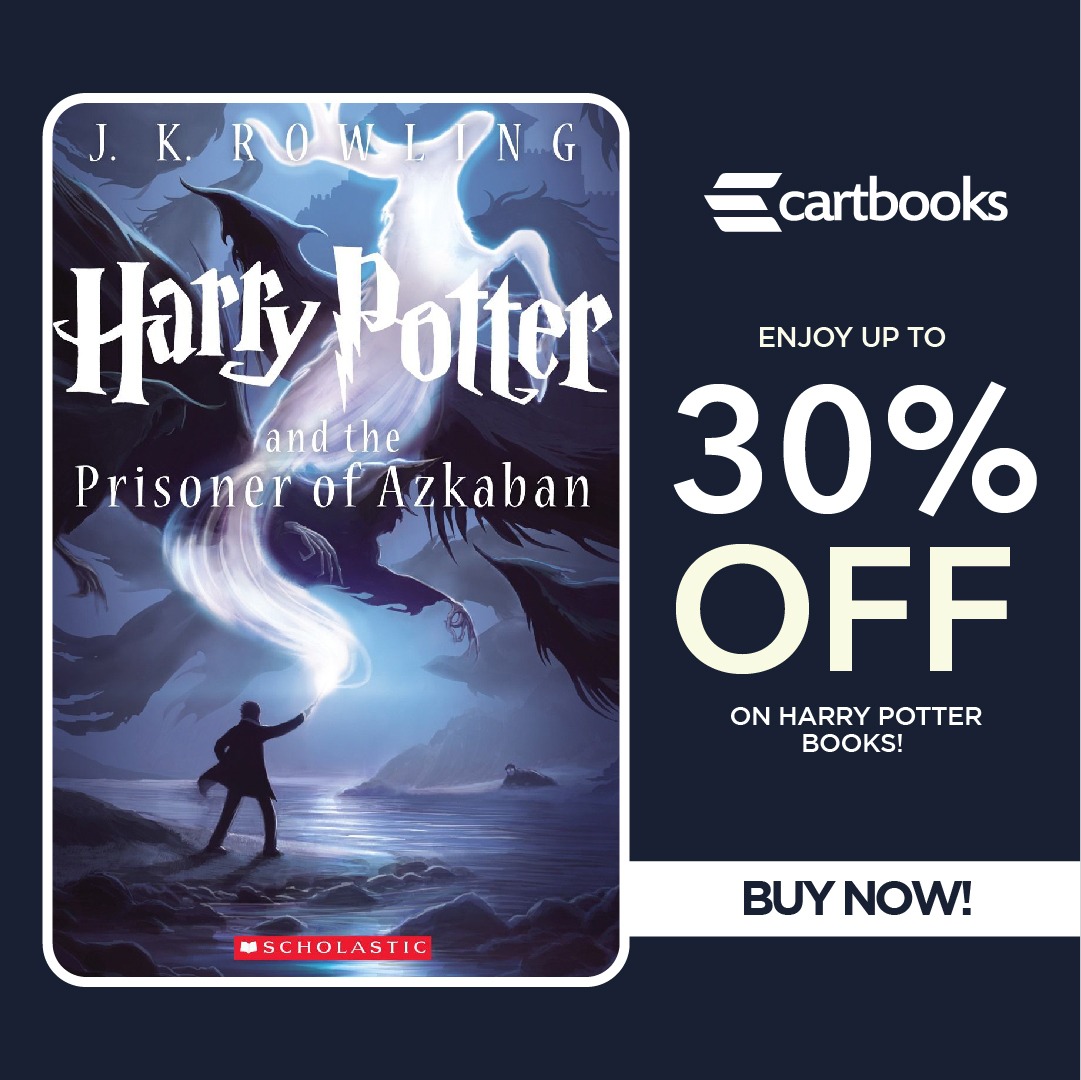 J. K. ROWLING
Harry Potter
and the
Prisoner of Azkaban
SCHOLASTIC
cartbooks
ENJOY UP TO
30%
OFF
ON HARRY POTTER
BOOKS!
BUY NOW!